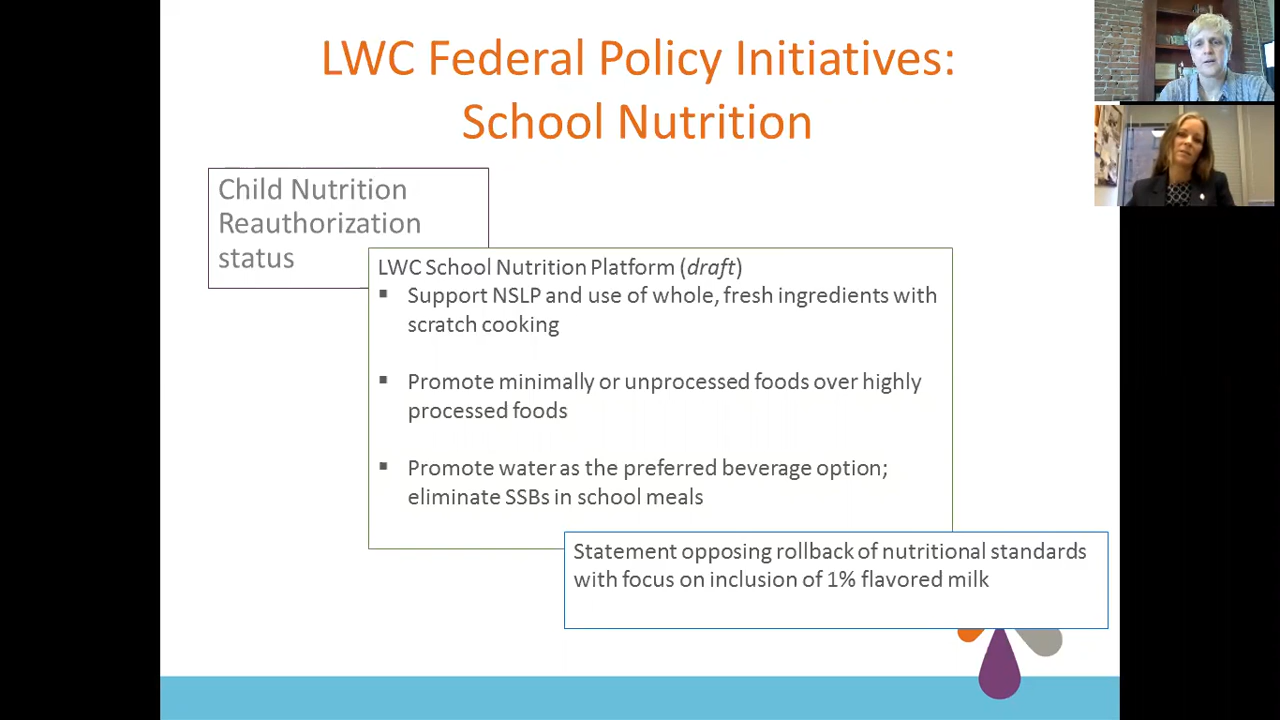 LWC Federal Policy Initiatives:
School Nutrition
Child Nutrition
Reauthorization
status
LWC School Nutrition Platform (draft)
▪ Support NSLP and use of whole, fresh ingredients with
scratch cooking
▪ Promote minimally or unprocessed foods over highly
processed foods
▪ Promote water as the preferred beverage option;
eliminate SSBs in school meals
Statement opposing rollback of nutritional standards
with focus on inclusion of 1% flavored milk